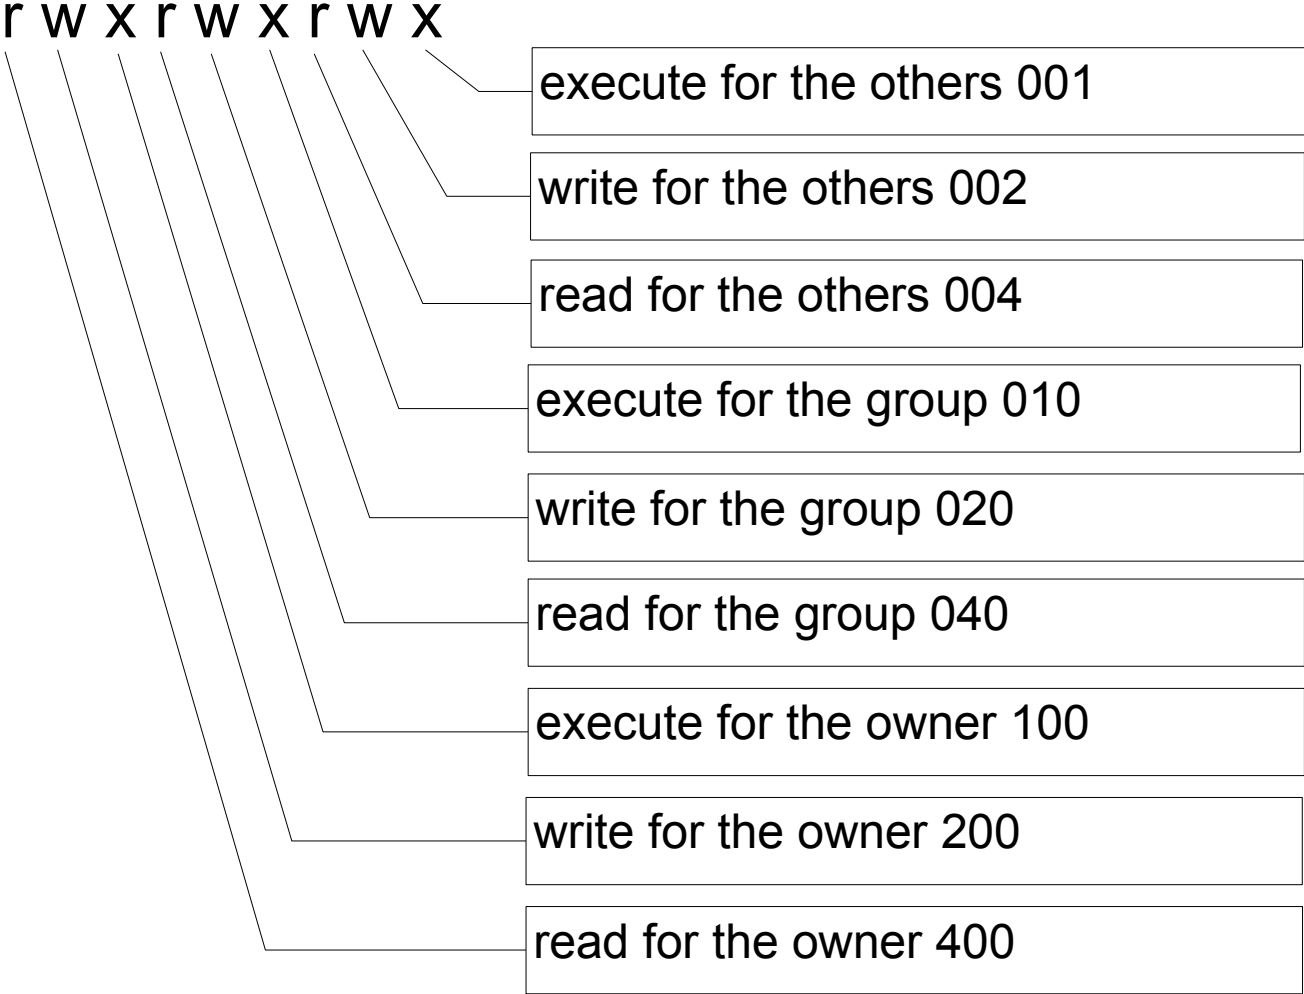 r w x r w x r w x
execute for the others 001
write for the others 002
read for the others 004
execute for the group 010
write for the group 020
read for the group 040
execute for the owner 100
write for the owner 200
read for the owner 400